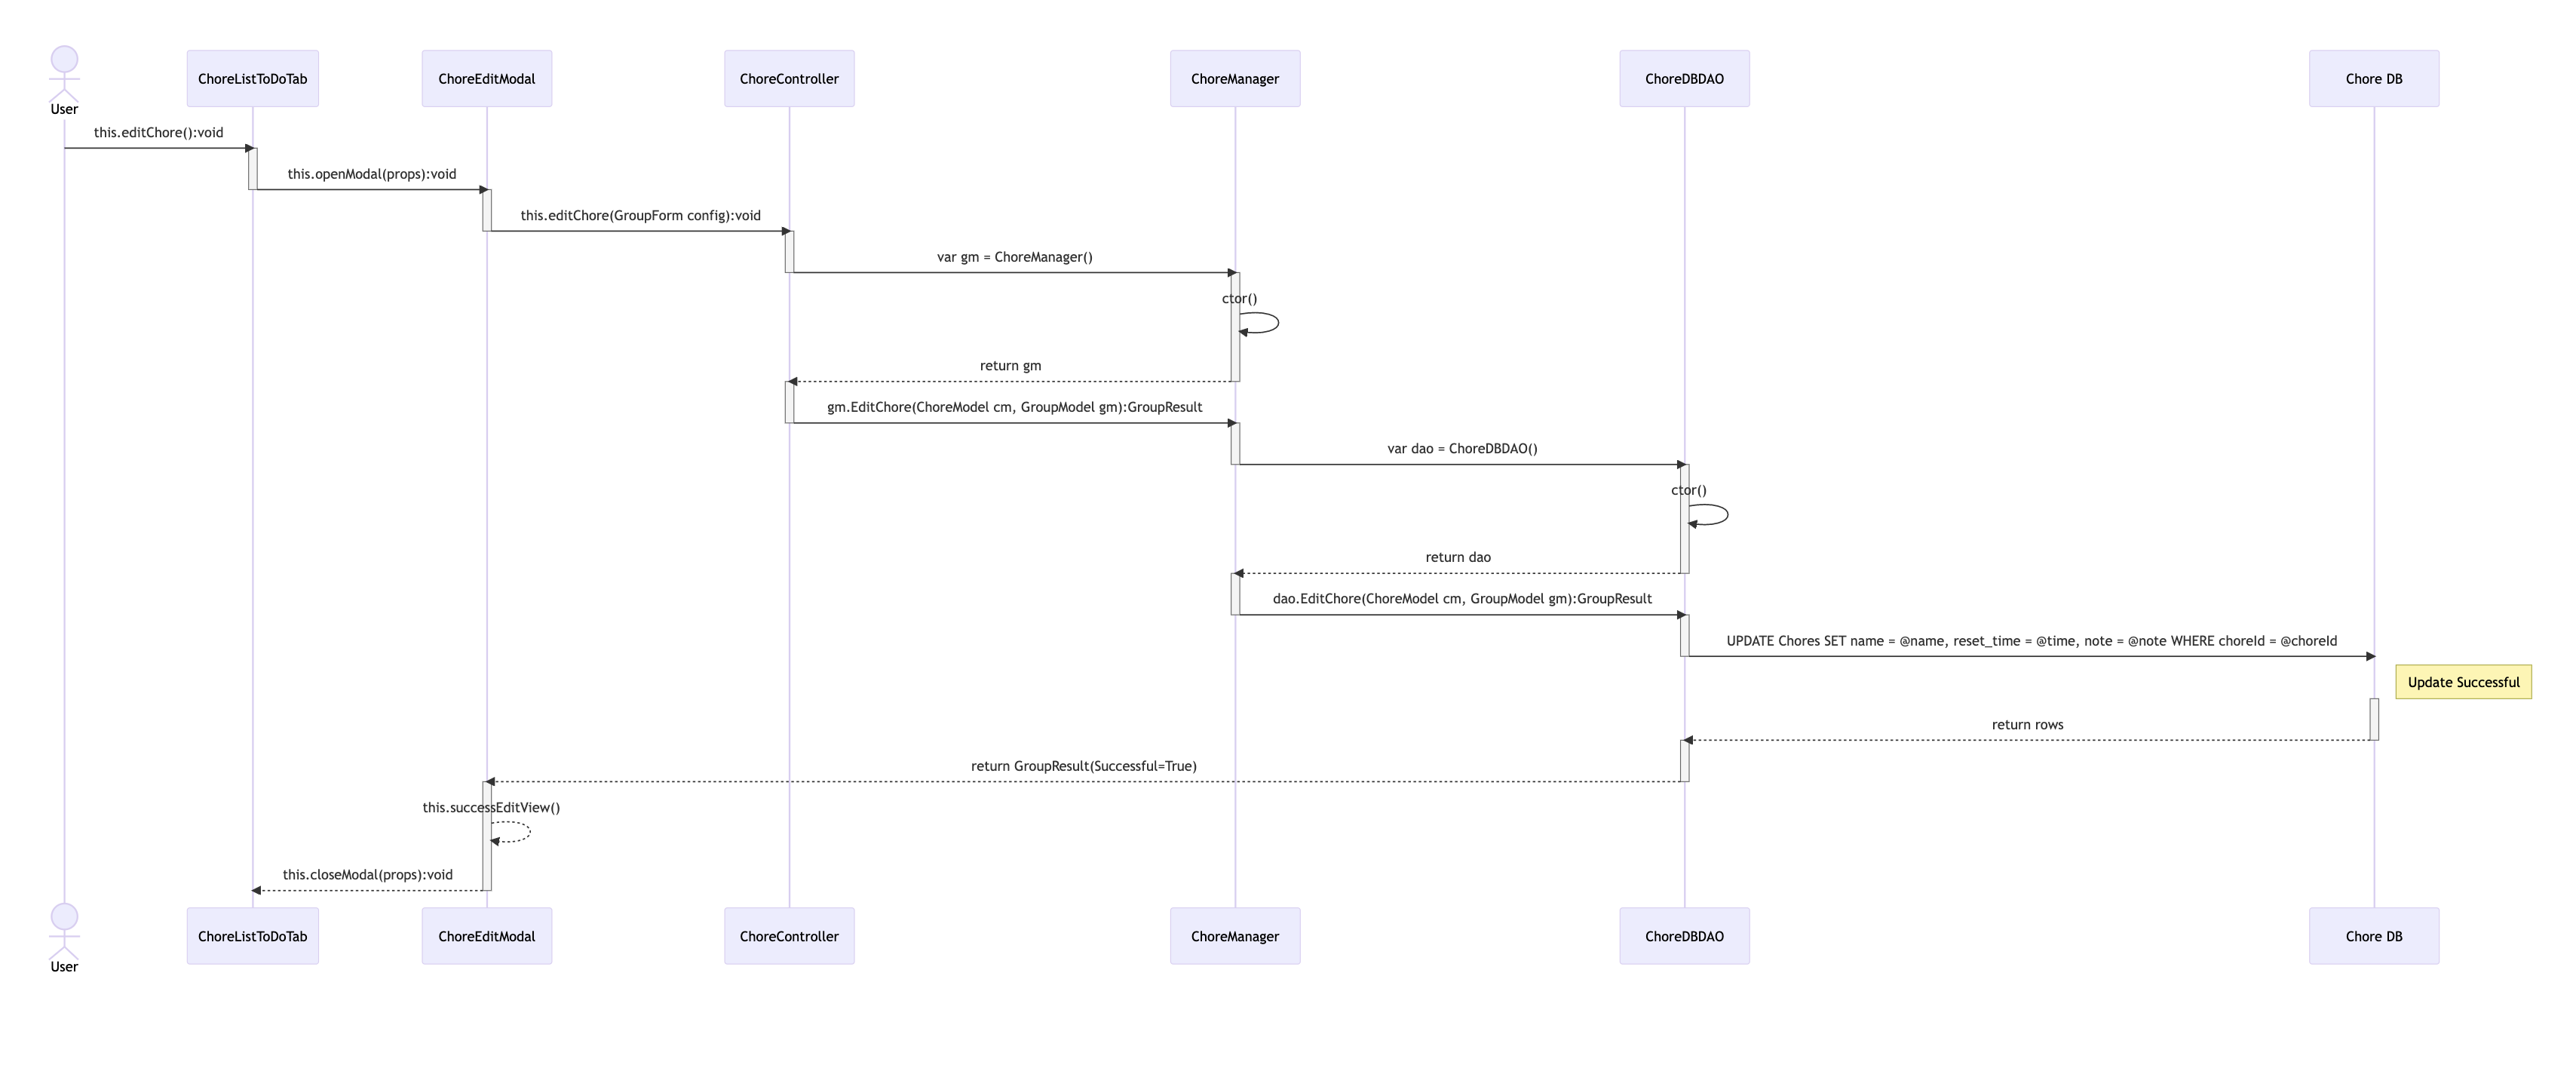 User
ChoreListToDoTab
ChoreEditModal
ChoreController
ChoreManager
ChoreDBDAO
Chore DB
this.editChore():void
this.openModal(props):void
this.editChore(GroupForm config):void
var gm = ChoreManager()
ctor()
return gm
gm.EditChore(ChoreModel cm, GroupModel gm):GroupResult
var dao = ChoreDBDAO()
ctor()
return dao
dao.EditChore(ChoreModel cm, GroupModel gm):GroupResult
UPDATE Chores SET name = @name, reset_time = @time, note = @note WHERE choreId = @choreId
Update Successful
return rows
return GroupResult(Successful=True)
this.successEditView()
this.closeModal(props):void
User
ChoreListToDoTab
ChoreEditModal
ChoreController
ChoreManager
ChoreDBDAO
Chore DB